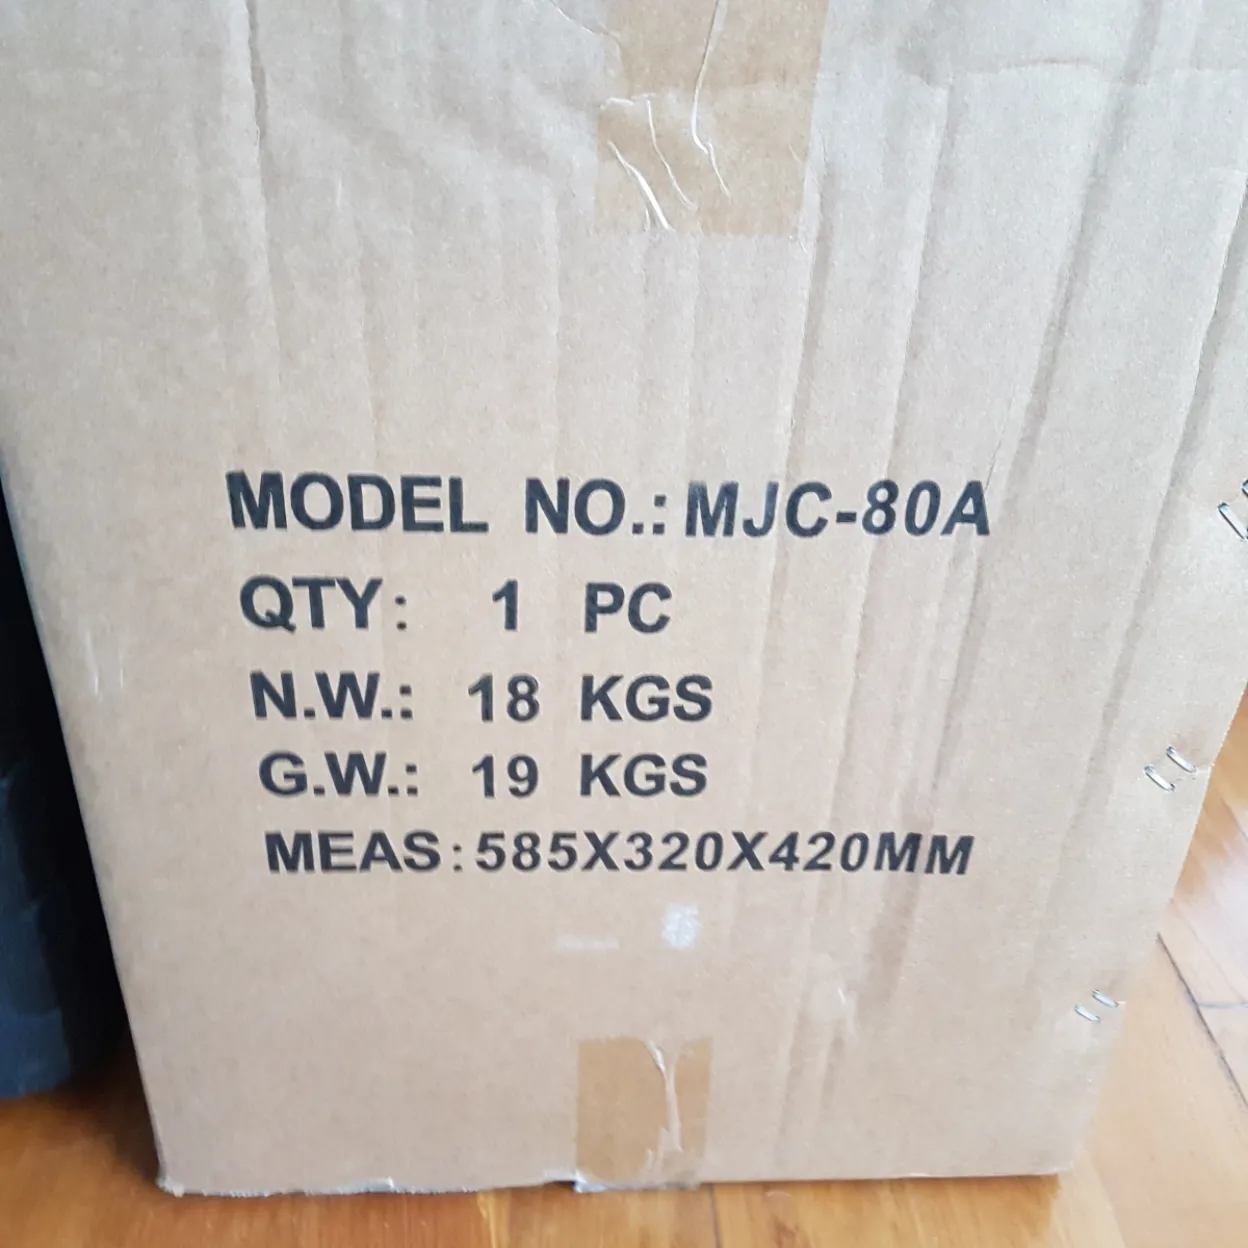 MODEL NO.: MJC-80A
QTY: 1 PC
N.W.: 18 KGS
G.W.: 19 KGS
MEAS: 585X320X420MM